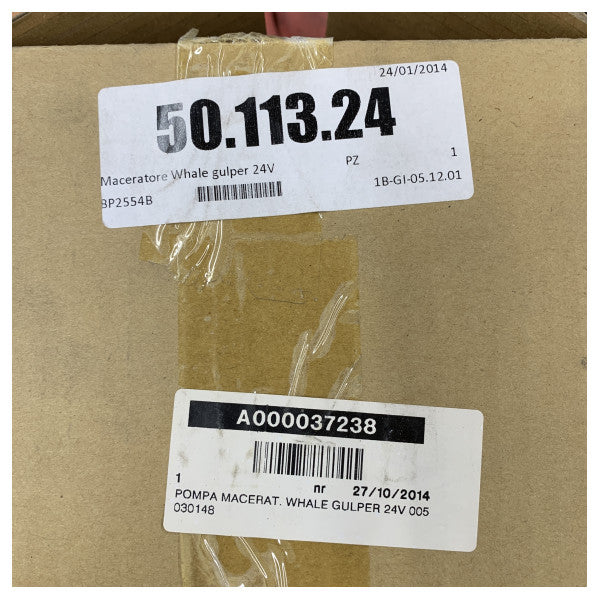 24/01/2014
50.113.24
Maceratore Whale gulper 24V PZ 1
BP2554B 1B-GI-05.12.01
A000037238
1 nr 27/10/2014
POMPA MACERAT. WHALE GULPER 24V 005
030148